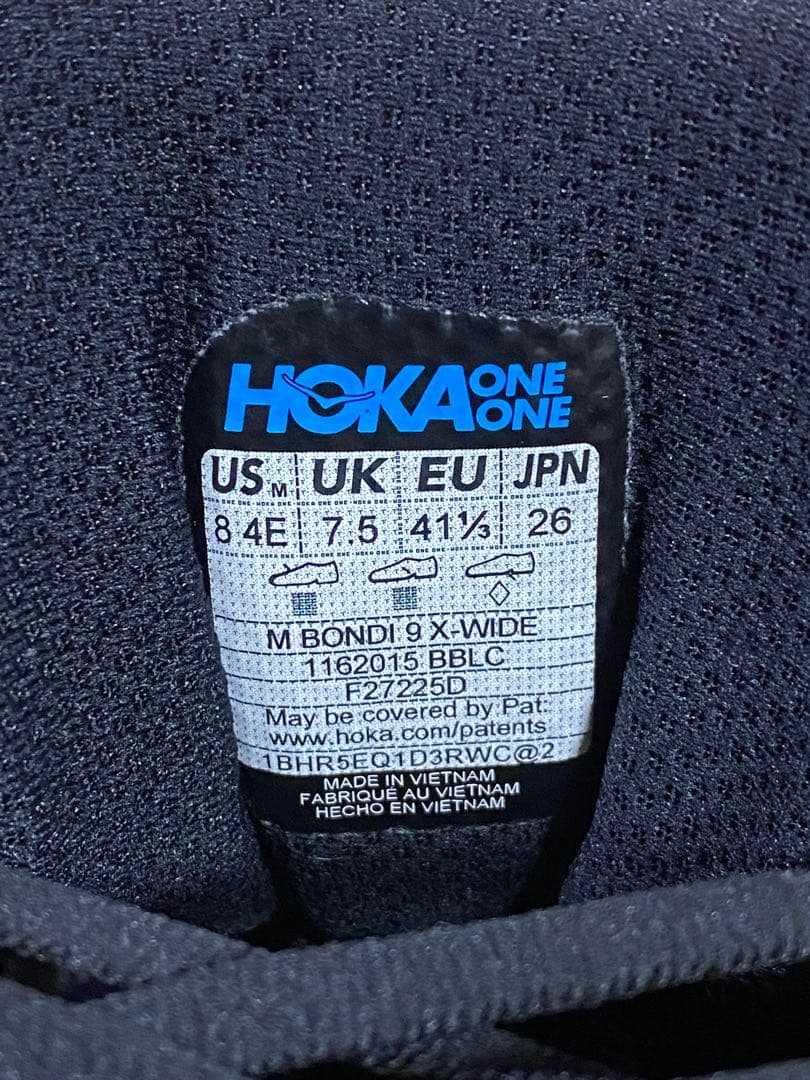 HOKA ONE ONE
US M UK EU JPN
8 4E 7.5 41⅓ 26
M BONDI 9 X-WIDE
1162015 BBLC
F27225D
May be covered by Pat:
www.hoka.com/patents
1BHR5EQ1D3RWC@2
MADE IN VIETNAM
FABRIQUÉ AU VIETNAM
HECHO EN VIETNAM